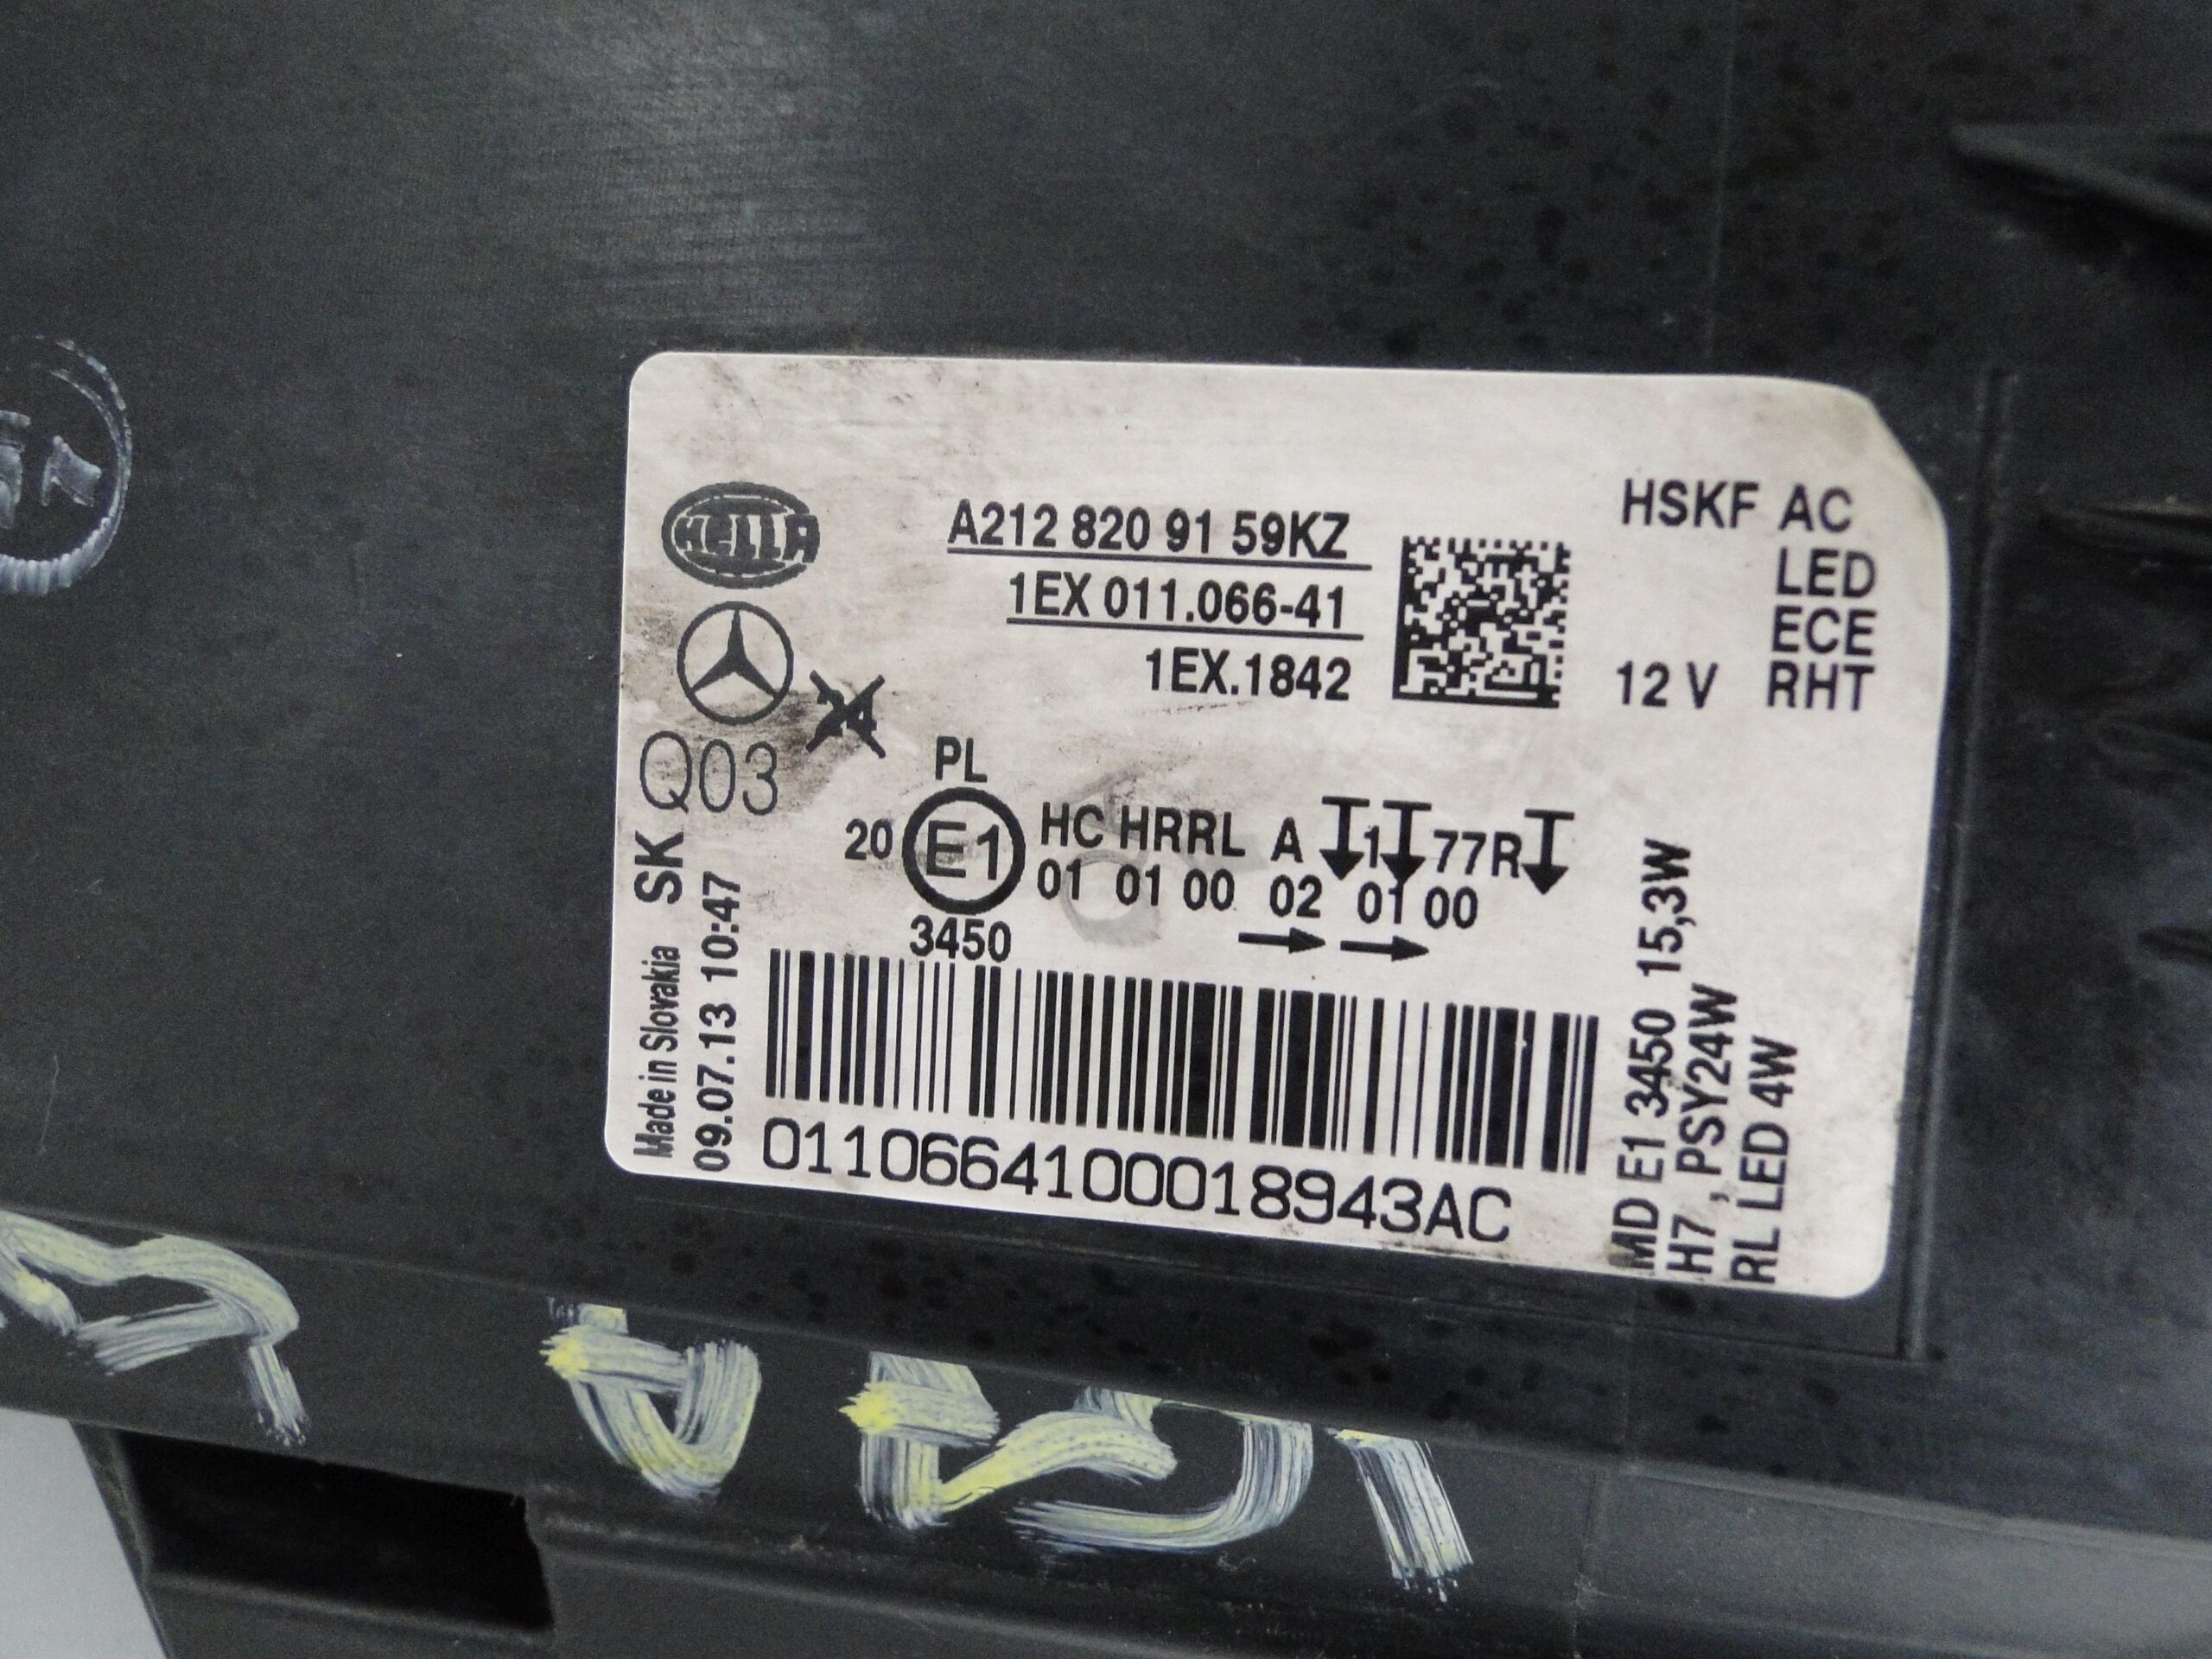 HELLA
A212 820 91 59KZ
1EX 011.066-41
1EX.1842
HSKF AC
LED
ECE
12 V RHT
Q03
PL
20 E1 HC HRRL A 1 77R
01 01 00 02 01 00
3450
Made in Slovakia SK
09.07.13 10:47
0110664100018943AC
MD E1 3450 15,3W
H7, PSY24W
RL LED 4W